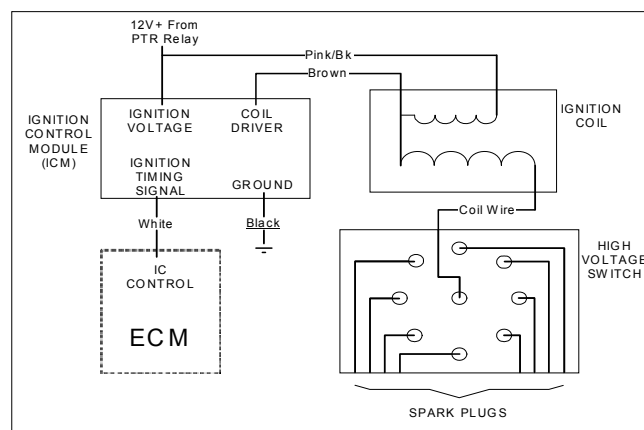 12V+ From
PTR Relay
Pink/Bk
Brown
IGNITION
CONTROL
MODULE
(ICM)
IGNITION
VOLTAGE
COIL
DRIVER
IGNITION
TIMING
SIGNAL
GROUND
IGNITION
COIL
White
Black
Coil Wire
IC
CONTROL
ECM
HIGH
VOLTAGE
SWITCH
SPARK PLUGS